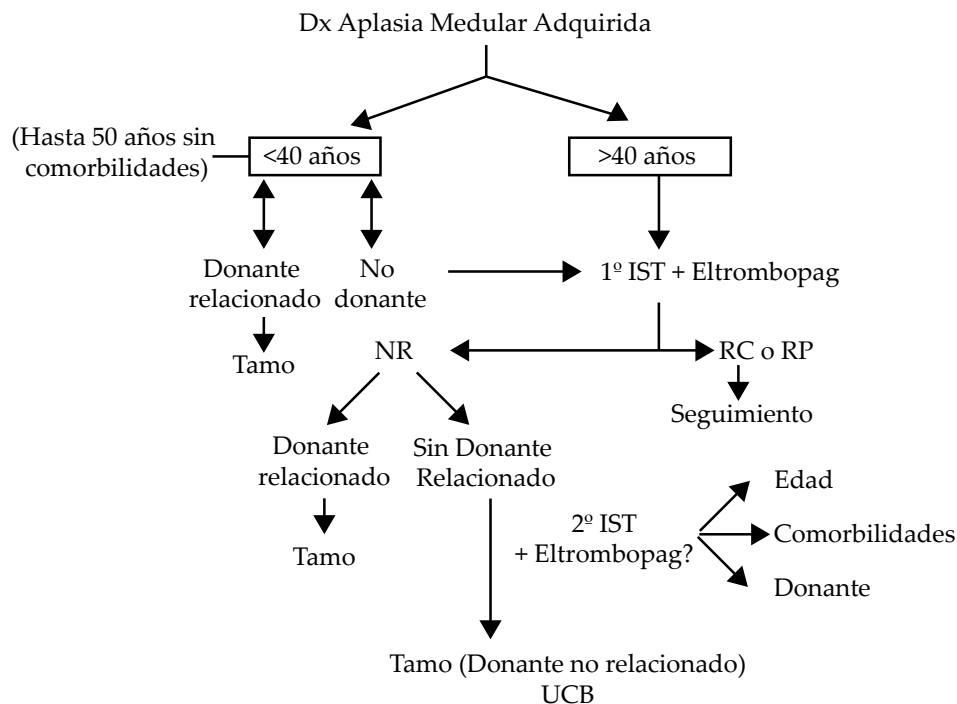 Dx Aplasia Medular Adquirida
(Hasta 50 años sin
comorbilidades)
<40 años
>40 años
Donante
relacionado
No
donante
1º IST + Eltrombopag
Tamo
NR
RC o RP
Seguimiento
Donante
relacionado
Sin Donante
Relacionado
Tamo
2º IST
+ Eltrombopag?
Edad
Comorbilidades
Donante
Tamo (Donante no relacionado)
UCB